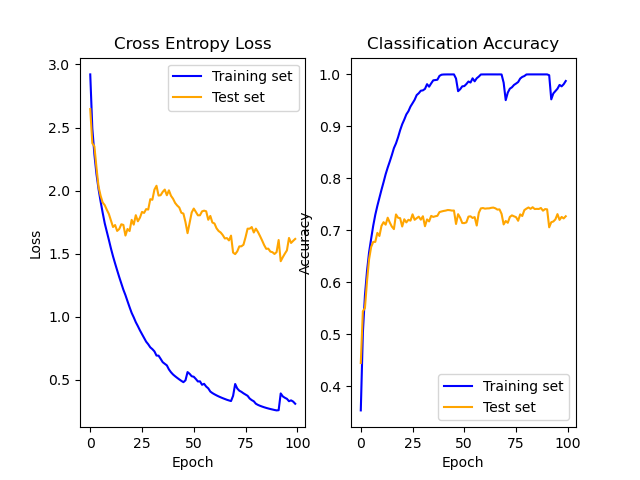 Cross Entropy Loss
3.0
2.5
2.0
1.5
1.0
0.5
Loss
0
25
50
75
100
Epoch
Training set
Test set
Classification Accuracy
1.0
0.9
0.8
0.7
0.6
0.5
0.4
Accuracy
0
25
50
75
100
Epoch
Training set
Test set